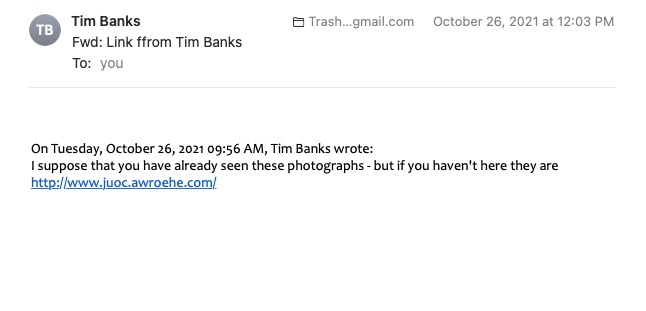 TB
Tim Banks
Trash...gmail.com
October 26, 2021 at 12:03 PM
Fwd: Link ffrom Tim Banks
To: you
On Tuesday, October 26, 2021 09:56 AM, Tim Banks wrote:
I suppose that you have already seen these photographs - but if you haven't here they are
http://www.juoc.awroehe.com/